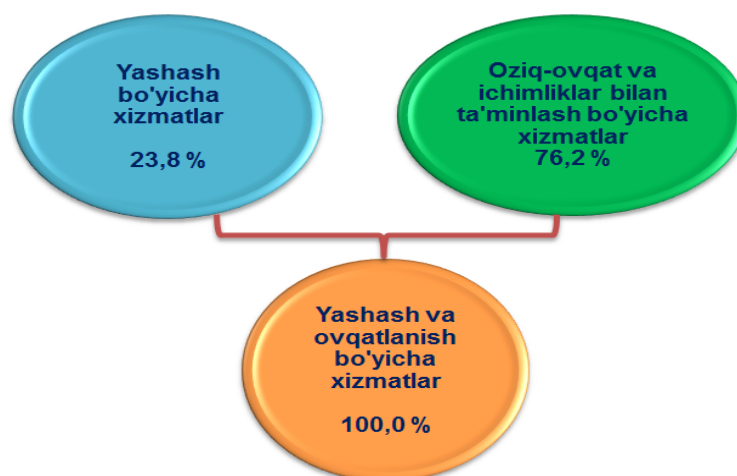 Yashash
bo'yicha
xizmatlar
23,8 %
Oziq-ovqat va
ichimliklar bilan
ta'minlash bo'yicha
xizmatlar
76,2 %
Yashash va
ovqatlanish
bo'yicha
xizmatlar
100,0 %